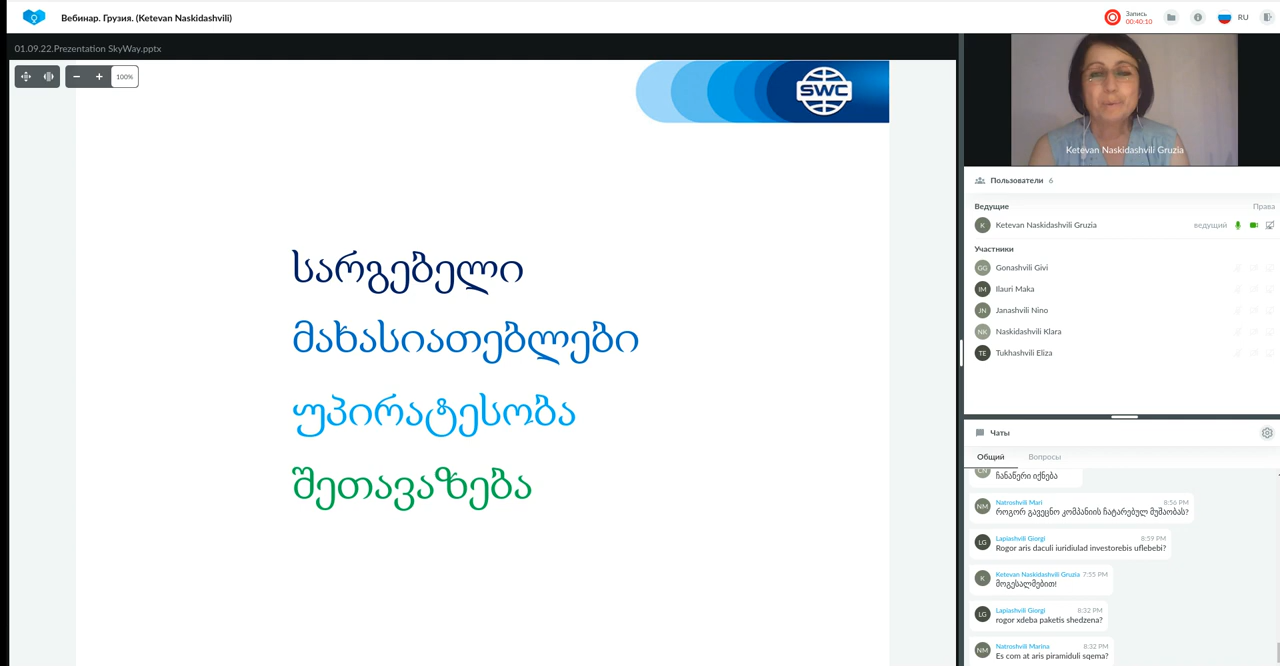 Вебинар. Грузия. (Ketevan Naskidashvili)
Запись
00:40:10
RU
01.09.22.Prezentation SkyWay.pptx
100%
SWC
სარგებელი
მახასიათებლები
უპირატესობა
შეთავაზება
Ketevan Naskidashvili Gruzia
Пользователи 6
Ведущие Права
K Ketevan Naskidashvili Gruzia ведущий
Участники
GG Gonashvili Givi
IM Ilauri Maka
JN Janashvili Nino
NK Naskidashvili Klara
TE Tukhashvili Eliza
Чаты
Общий Вопросы
CN ჩანაწერი იქნება
NM Natroshvili Mari 8:56 PM
როგორ გავეცნო კომპანიის ჩატარებულ მუშაობას?
LG Lapiashvili Giorgi 8:59 PM
Rogor aris daculi iuridiulad investorebis uflebebi?
K Ketevan Naskidashvili Gruzia 7:55 PM
მოგესალმებით!
LG Lapiashvili Giorgi 8:32 PM
rogor xdeba paketis shedzena?
NM Natroshvili Marina 8:32 PM
Es com at aris piramiduli sqema?